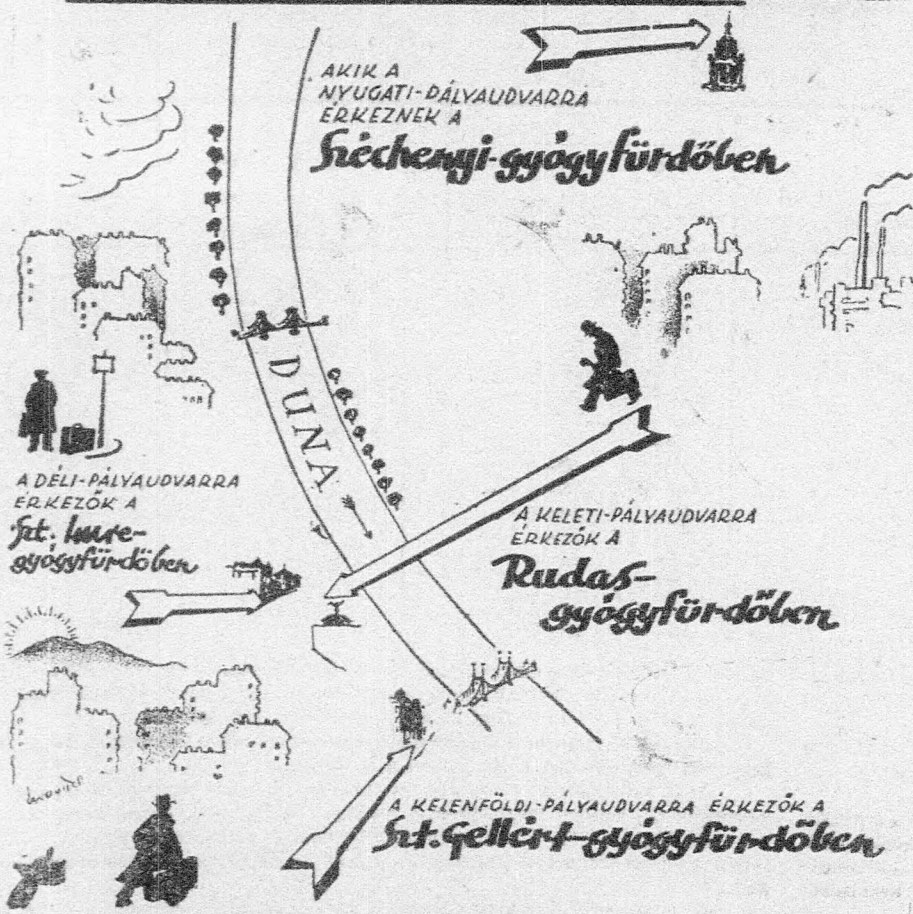 AKIK A
NYUGATI-PÁLYAUDVARRA
ÉRKEZNEK A
Széchenyi-gyógyfürdőben
DUNA
A DÉLI-PÁLYAUDVARRA
ÉRKEZŐK A
Szt. Imre-
gyógyfürdőben
A KELETI-PÁLYAUDVARRA
ÉRKEZŐK A
Rudas-
gyógyfürdőben
A KELENFÖLDI-PÁLYAUDVARRA ÉRKEZŐK A
Szt. Gellért-gyógyfürdőben